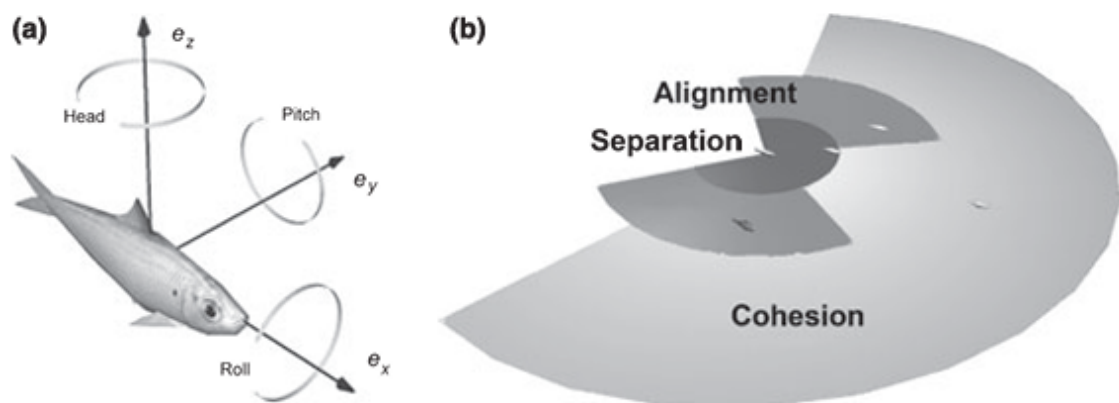 (a)
e_z
Head
Pitch
e_y
Roll
e_x
(b)
Alignment
Separation
Cohesion